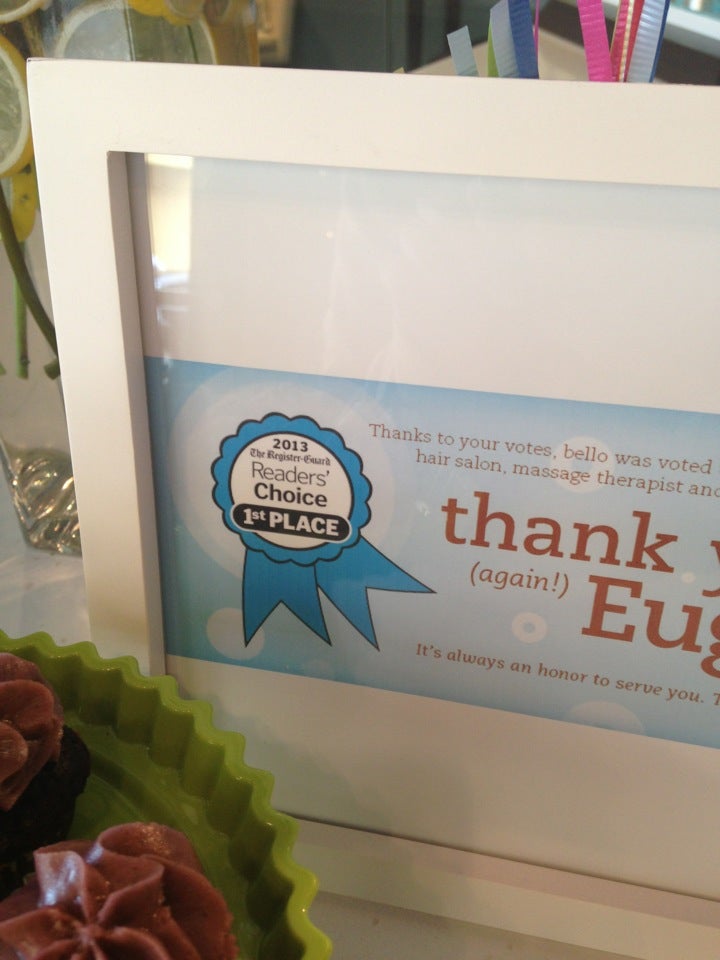 2013
The Register-Guard
Readers'
Choice
1st PLACE
Thanks to your votes, bello was voted
hair salon, massage therapist and
thank y
(again!)
Eug
It's always an honor to serve you. T